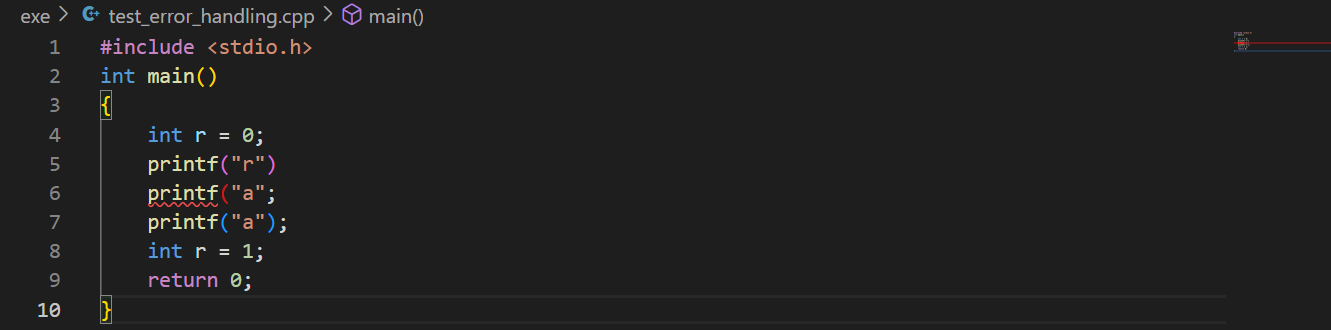 exe > test_error_handling.cpp > main()
1 #include <stdio.h>
2 int main()
3 {
4     int r = 0;
5     printf("r")
6     printf("a";
7     printf("a");
8     int r = 1;
9     return 0;
10 }